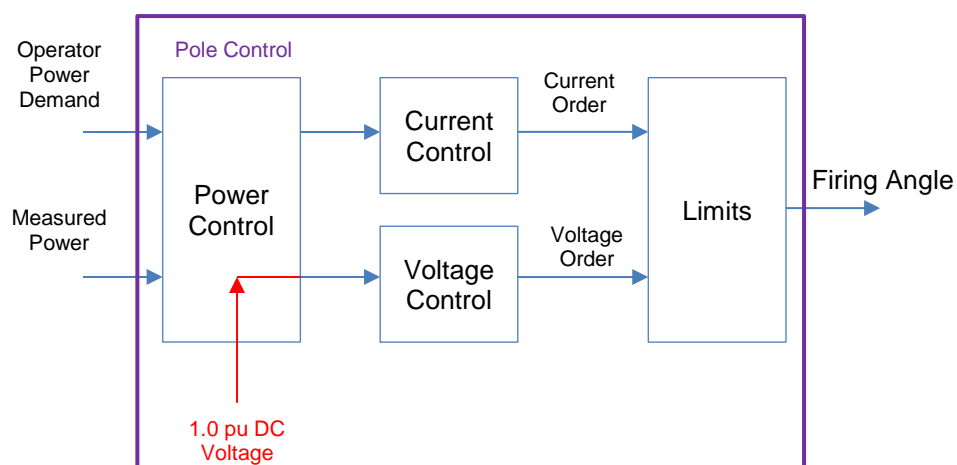 Operator
Power
Demand
Pole Control
Current
Order
Current
Control
Firing Angle
Measured
Power
Power
Control
Limits
Voltage
Order
Voltage
Control
1.0 pu DC
Voltage